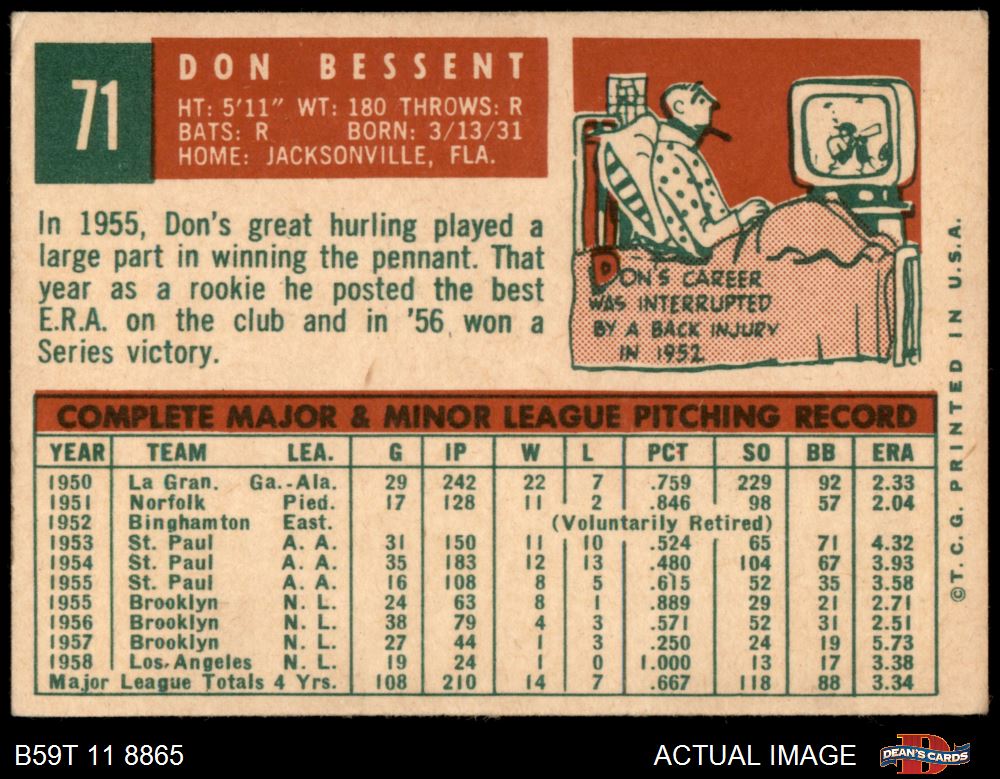 71
DON BESSENT
HT: 5'11" WT: 180 THROWS: R
BATS: R BORN: 3/13/31
HOME: JACKSONVILLE, FLA.
In 1955, Don's great hurling played a
large part in winning the pennant. That
year as a rookie he posted the best
E.R.A. on the club and in '56 won a
Series victory.
DON'S CAREER
WAS INTERRUPTED
BY A BACK INJURY
IN 1952
COMPLETE MAJOR & MINOR LEAGUE PITCHING RECORD
YEAR TEAM LEA. G IP W L PCT SO BB ERA
1950 La Gran. Ga.-Ala. 29 242 22 7 .759 229 92 2.33
1951 Norfolk Pied. 17 128 11 2 .846 98 57 2.04
1952 Binghamton East. (Voluntarily Retired)
1953 St. Paul A. A. 31 150 11 10 .524 65 71 4.32
1954 St. Paul A. A. 35 183 12 13 .480 104 67 3.93
1955 St. Paul A. A. 16 108 8 5 .615 52 35 3.58
1955 Brooklyn N. L. 24 63 8 1 .889 29 21 2.71
1956 Brooklyn N. L. 38 79 4 3 .571 52 31 2.51
1957 Brooklyn N. L. 27 44 1 3 .250 24 19 5.73
1958 Los Angeles N. L. 19 24 1 0 1.000 13 17 3.38
Major League Totals 4 Yrs. 108 210 14 7 .667 118 88 3.34
©T. C. G. PRINTED IN U.S.A.
B59T 11 8865
ACTUAL IMAGE
DEAN'S CARDS